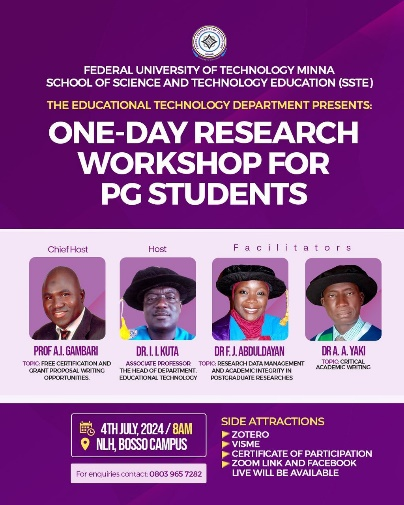 FEDERAL UNIVERSITY OF TECHNOLOGY MINNA
SCHOOL OF SCIENCE AND TECHNOLOGY EDUCATION (SSTE)
THE EDUCATIONAL TECHNOLOGY DEPARTMENT PRESENTS:
ONE-DAY RESEARCH
WORKSHOP FOR
PG STUDENTS
Chief Host
PROF A.I. GAMBARI
TOPIC: FREE CERTIFICATION AND
GRANT PROPOSAL WRITING
OPPORTUNITIES.
Host
DR. I. I. KUTA
ASSOCIATE PROFESSOR
THE HEAD OF DEPARTMENT,
EDUCATIONAL TECHNOLOGY
Facilitators
DR F. J. ABOULDAYAN
TOPIC: RESEARCH DATA MANAGEMENT
AND ACADEMIC INTEGRITY IN
POSTGRADUATE RESEARCHES
DR A. A. YAKI
TOPIC: CRITICAL
ACADEMIC WRITING
4TH JULY, 2024 / 8AM
NLH, BOSSO CAMPUS
For enquiries contact: 0803 965 7282
SIDE ATTRACTIONS
ZOTERO
VISME
CERTIFICATE OF PARTICIPATION
ZOOM LINK AND FACEBOOK
LIVE WILL BE AVAILABLE